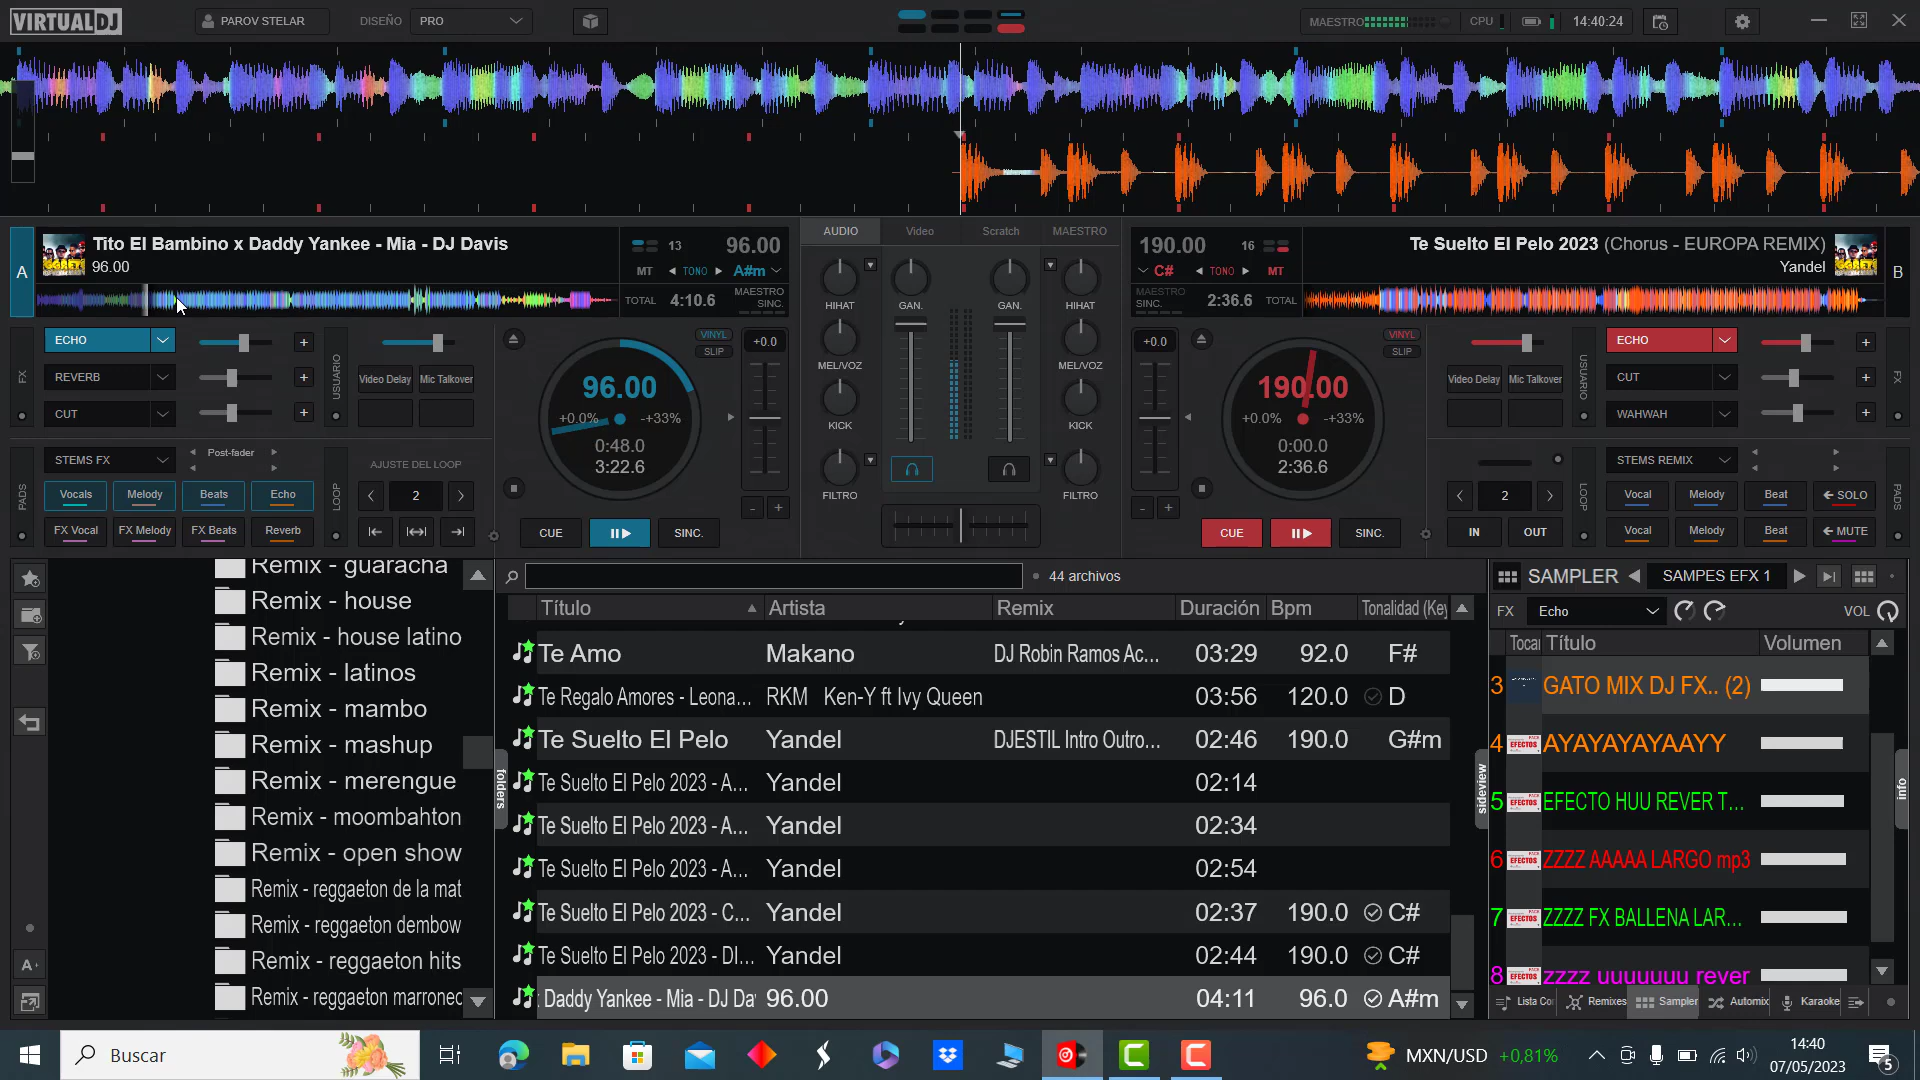 VIRTUALDJ
PAROV STELAR
DISEÑO
PRO
MAESTRO
CPU
14:40:24
A
Tito El Bambino x Daddy Yankee - Mia - DJ Davis
96.00
13
96.00
MT
TONO
A#m
TOTAL
4:10.6
MAESTRO
SINC.
AUDIO
Video
Scratch
MAESTRO
190.00
16
C#
TONO
MT
MAESTRO
SINC.
2:36.6
TOTAL
Te Suelto El Pelo 2023 (Chorus - EUROPA REMIX)
Yandel
B
FX
ECHO
REVERB
CUT
USUARIO
Video Delay
Mic Talkover
VINYL
SLIP
+0.0
96.00
+0.0%
-+33%
0:48.0
3:22.6
HIHAT
GAN.
GAN.
HIHAT
MEL/VOZ
MEL/VOZ
KICK
KICK
FILTRO
FILTRO
+0.0
VINYL
SLIP
190.00
+0.0%
-+33%
0:00.0
2:36.6
Video Delay
Mic Talkover
USUARIO
ECHO
CUT
WAHWAH
FX
PADS
STEMS FX
Post-fader
Vocals
Melody
Beats
Echo
FX Vocal
FX Melody
FX Beats
Reverb
LOOP
AJUSTE DEL LOOP
2
CUE
SINC.
CUE
SINC.
2
IN
OUT
LOOP
STEMS REMIX
Vocal
Melody
Beat
SOLO
Vocal
Melody
Beat
MUTE
PADS
Remix - guaracha
Remix - house
Remix - house latino
Remix - latinos
Remix - mambo
Remix - mashup
Remix - merengue
Remix - moombahton
Remix - open show
Remix - reggaeton de la mat
Remix - reggaeton dembow
Remix - reggaeton hits
Remix - reggaeton marroneo
folders
44 archivos
Título
Artista
Remix
Duración
Bpm
Tonalidad (Key
Te Amo
Makano
DJ Robin Ramos Ac...
03:29
92.0
F#
Te Regalo Amores - Leona...
RKM Ken-Y ft Ivy Queen
03:56
120.0
D
Te Suelto El Pelo
Yandel
DJESTIL Intro Outro...
02:46
190.0
G#m
Te Suelto El Pelo 2023 - A...
Yandel
02:14
Te Suelto El Pelo 2023 - A...
Yandel
02:34
Te Suelto El Pelo 2023 - A...
Yandel
02:54
Te Suelto El Pelo 2023 - C...
Yandel
02:37
190.0
C#
Te Suelto El Pelo 2023 - DI...
Yandel
02:44
190.0
C#
Daddy Yankee - Mia - DJ Da
96.00
04:11
96.0
A#m
sideview
SAMPLER
SAMPES EFX 1
FX
Echo
VOL
Tocar
Título
Volumen
3
GATO MIX DJ FX.. (2)
4
EFECTOS
AYAYAYAYAAYY
5
EFECTOS
EFECTO HUU REVER T...
6
EFECTOS
ZZZZ AAAAA LARGO mp3
7
EFECTOS
ZZZZ FX BALLENA LAR...
8
EFECTOS
zzzz uuuuuuu rever
info
Lista Co
Remixes
Sampler
Automix
Karaoke
Buscar
MXN/USD +0,81%
14:40
07/05/2023
5